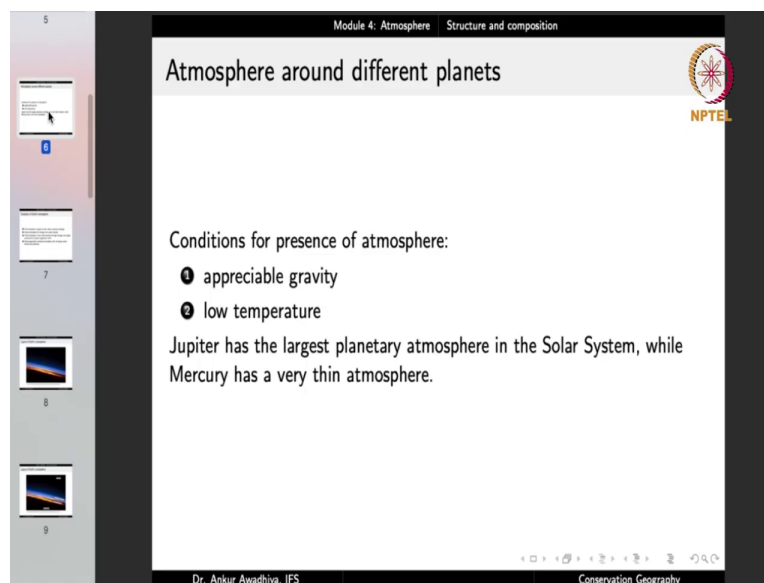 5
Module 4: Atmosphere Structure and composition
Atmosphere around different planets
NPTEL
6
Conditions for presence of atmosphere:
1 appreciable gravity
2 low temperature
Jupiter has the largest planetary atmosphere in the Solar System, while
Mercury has a very thin atmosphere.
7
8
9
Dr. Ankur Awadhiya, IFS Conservation Geography